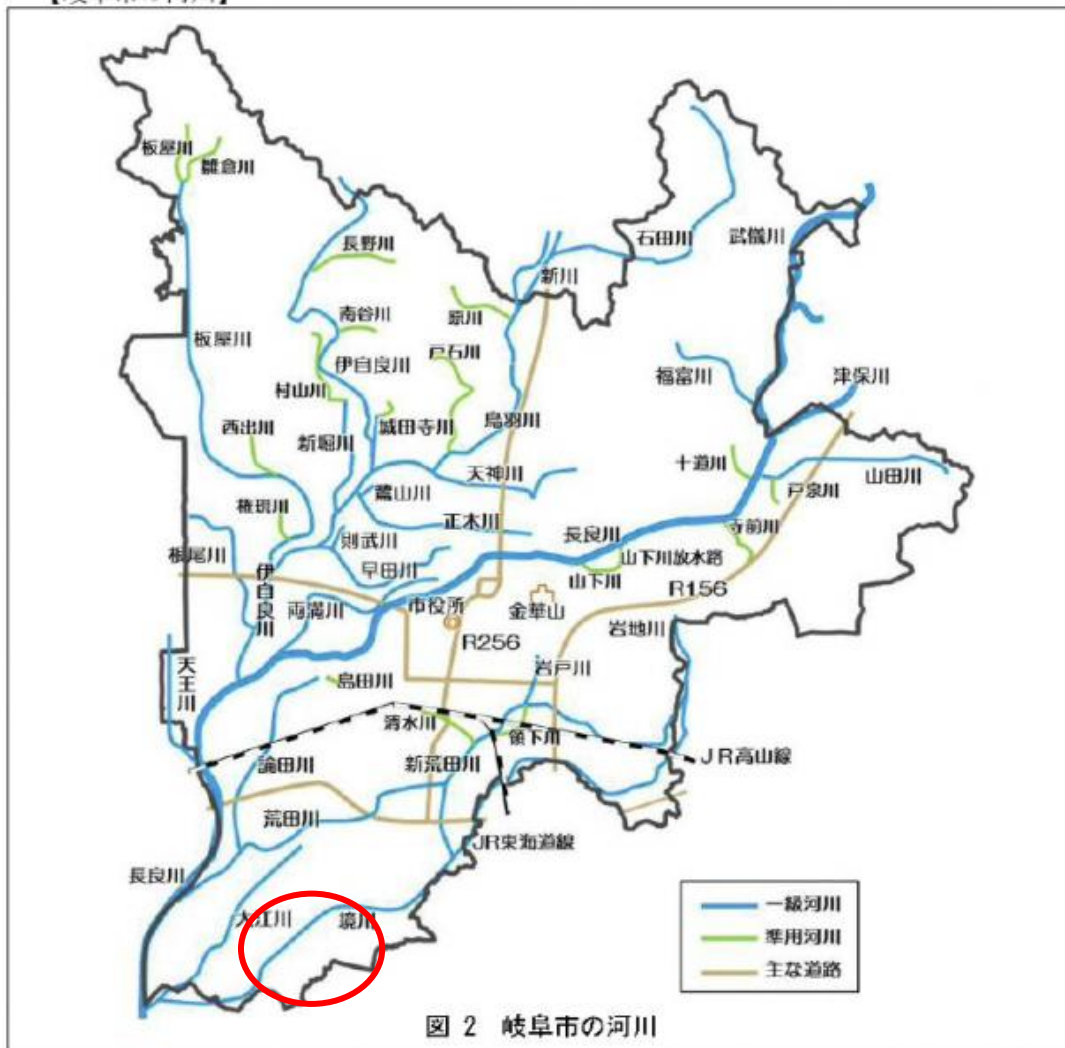 板屋川
雛倉川
石田川
武儀川
長野川
新川
南谷川
原川
戸石川
板屋川
伊自良川
福富川
津保川
村山川
西出川
新堀川
城田寺川
鳥羽川
天神川
十道川
山田川
鷺山川
戸泉川
権現川
正木川
長良川
寺前川
則武川
根尾川
早田川
山下川放水路
山下川
伊自良川
両満川
市役所
金華山
R156
岩地川
R256
天王川
岩戸川
島田川
清水川
領下川
論田川
新荒田川
JR高山線
荒田川
JR東海道線
長良川
大江川
境川
一級河川
準用河川
主な道路
図 2 岐阜市の河川